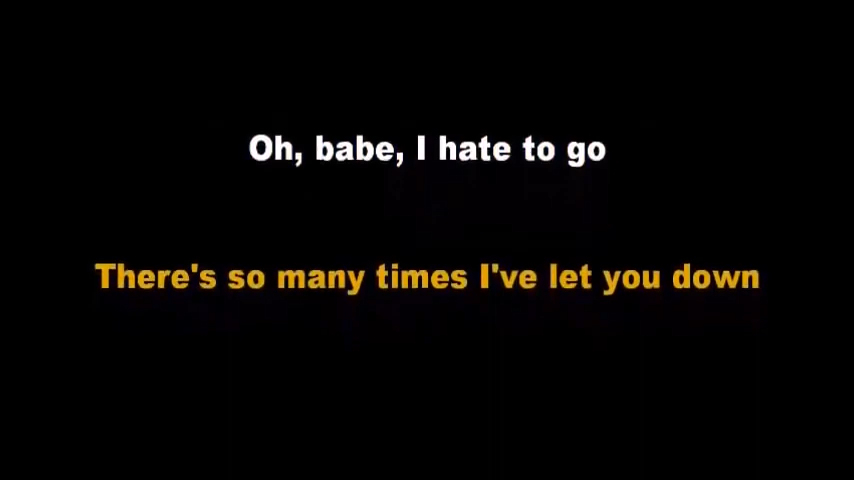 Oh, babe, I hate to go
There's so many times I've let you down